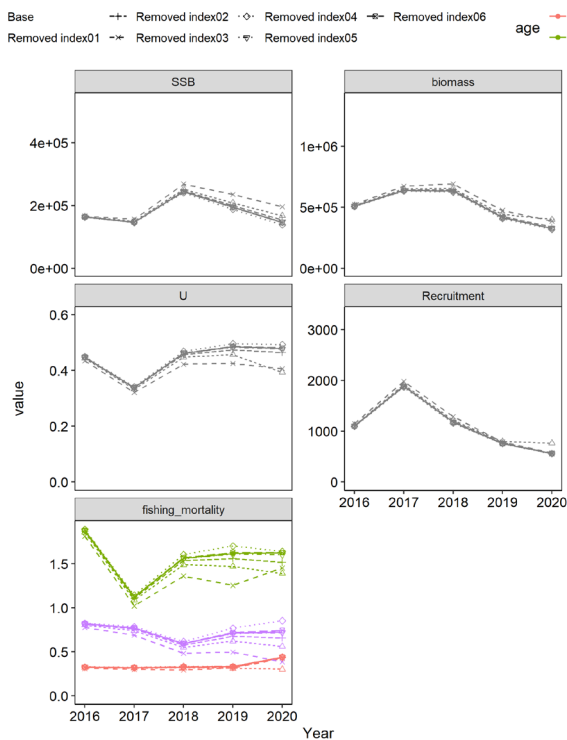 Base Removed index02 Removed index04 Removed index06 age
Removed index01 Removed index03 Removed index05
SSB biomass
4e+05
2e+05
0e+00
1e+06
5e+05
0e+00
U Recruitment
0.6
0.4
0.2
0.0
3000
2000
1000
0
2016 2017 2018 2019 2020
fishing_mortality
1.5
1.0
0.5
0.0
2016 2017 2018 2019 2020
value
Year